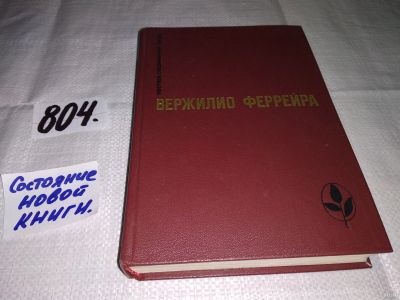 804.
Состояние
новой
книги.
ВЕРЖИЛИО ФЕРРЕЙРА